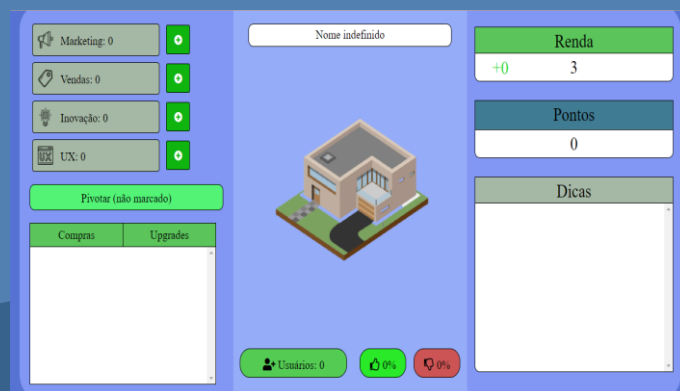 Marketing: 0
Vendas: 0
Inovação: 0
UX
UX: 0
Pivotar (não marcado)
Compras Upgrades
Nome indefinido
Usuários: 0
0%
0%
Renda
+0 3
Pontos
0
Dicas